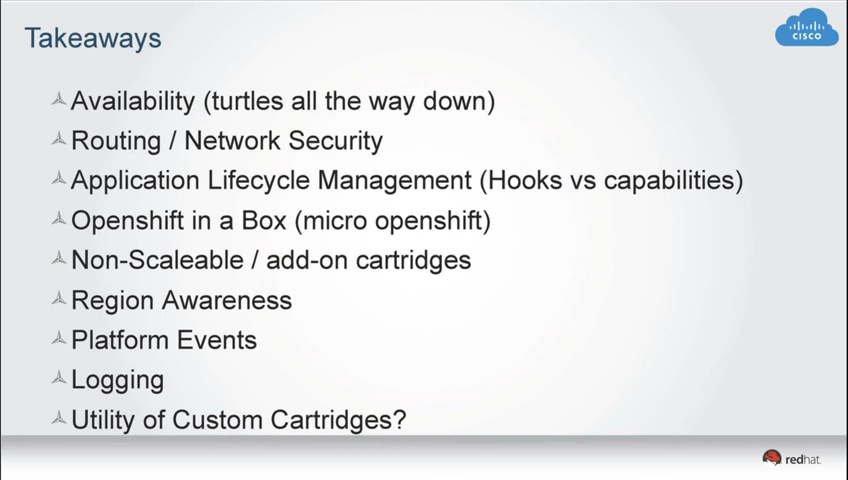 Takeaways
CISCO
Availability (turtles all the way down)
Routing / Network Security
Application Lifecycle Management (Hooks vs capabilities)
Openshift in a Box (micro openshift)
Non-Scaleable / add-on cartridges
Region Awareness
Platform Events
Logging
Utility of Custom Cartridges?
redhat.